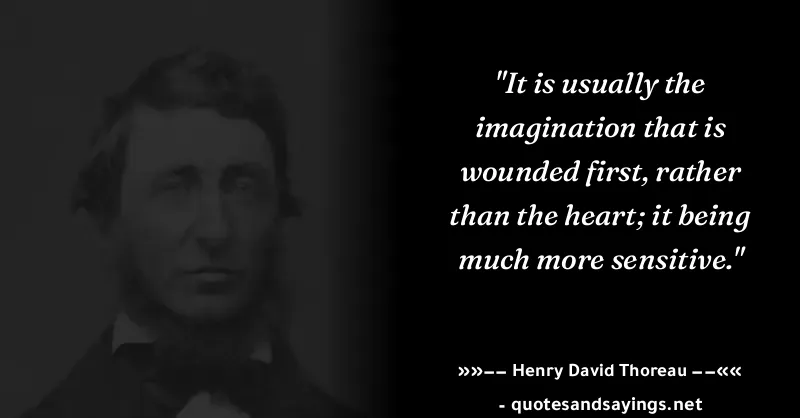 "It is usually the
imagination that is
wounded first, rather
than the heart; it being
much more sensitive."
»»−− Henry David Thoreau −−««
- quotesandsayings.net